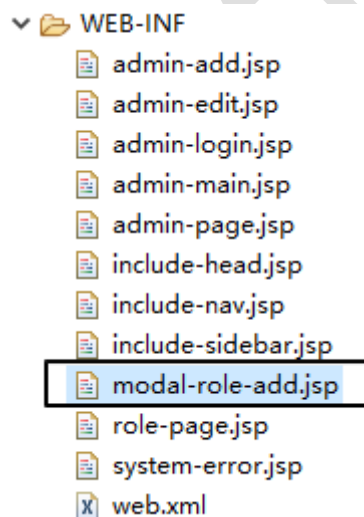 WEB-INF
admin-add.jsp
admin-edit.jsp
admin-login.jsp
admin-main.jsp
admin-page.jsp
include-head.jsp
include-nav.jsp
include-sidebar.jsp
modal-role-add.jsp
role-page.jsp
system-error.jsp
web.xml